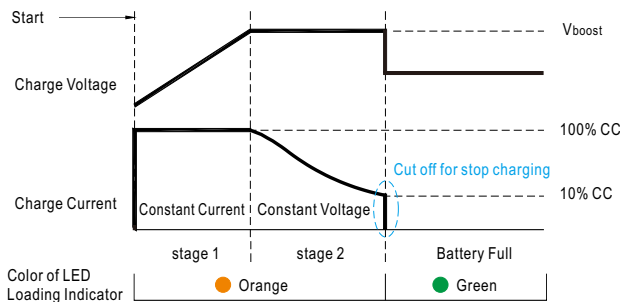 Start
Vboost
Charge Voltage
100% CC
Cut off for stop charging
10% CC
Charge Current
Constant Current
Constant Voltage
stage 1
stage 2
Battery Full
Color of LED
Loading Indicator
Orange
Green